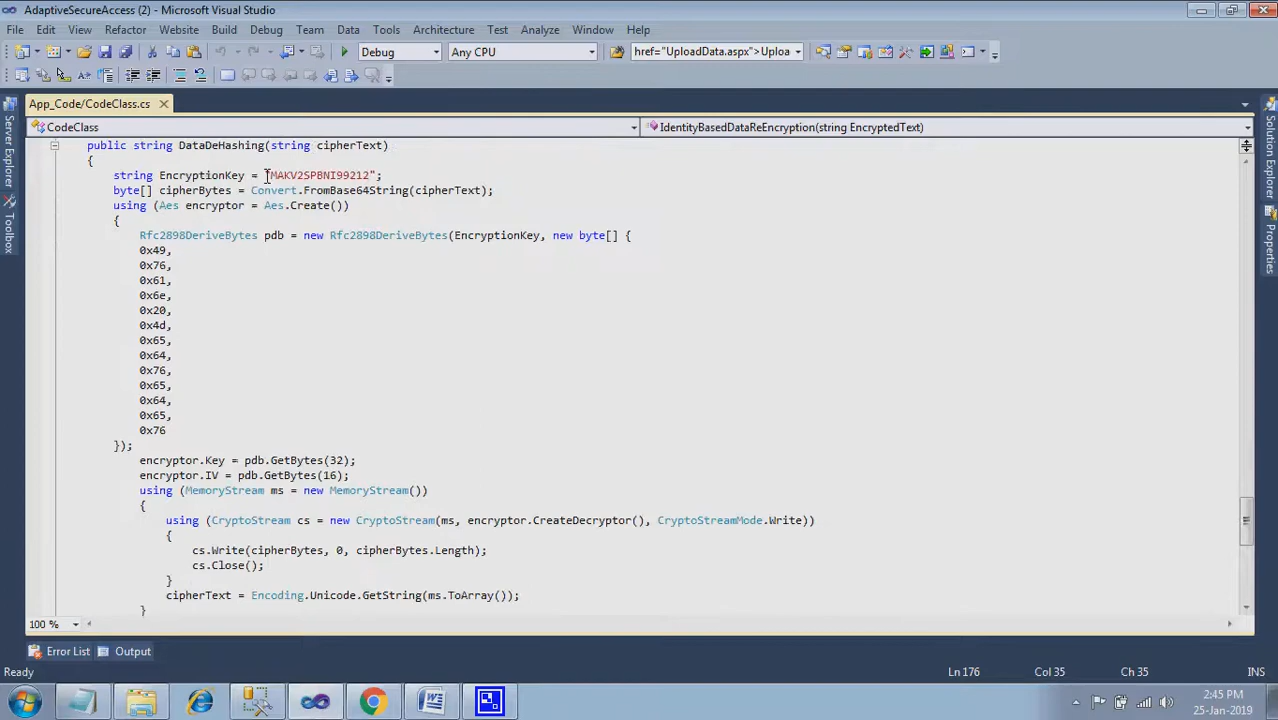 AdaptiveSecureAccess (2) - Microsoft Visual Studio
File Edit View Refactor Website Build Debug Team Data Tools Architecture Test Analyze Window Help
Debug Any CPU href="UploadData.aspx">Uploa
App_Code/CodeClass.cs
CodeClass IdentityBasedDataReEncryption(string EncryptedText)
Server Explorer
Toolbox
Solution Explorer
Properties
public string DataDeHashing(string cipherText)
{
string EncryptionKey = "MAKV2SPBNI99212";
byte[] cipherBytes = Convert.FromBase64String(cipherText);
using (Aes encryptor = Aes.Create())
{
Rfc2898DeriveBytes pdb = new Rfc2898DeriveBytes(EncryptionKey, new byte[] {
0x49,
0x76,
0x61,
0x6e,
0x20,
0x4d,
0x65,
0x64,
0x76,
0x65,
0x64,
0x65,
0x76
});
encryptor.Key = pdb.GetBytes(32);
encryptor.IV = pdb.GetBytes(16);
using (MemoryStream ms = new MemoryStream())
{
using (CryptoStream cs = new CryptoStream(ms, encryptor.CreateDecryptor(), CryptoStreamMode.Write))
{
cs.Write(cipherBytes, 0, cipherBytes.Length);
cs.Close();
}
cipherText = Encoding.Unicode.GetString(ms.ToArray());
}
100 %
Error List Output
Ready Ln 176 Col 35 Ch 35 INS
2:45 PM
25-Jan-2019